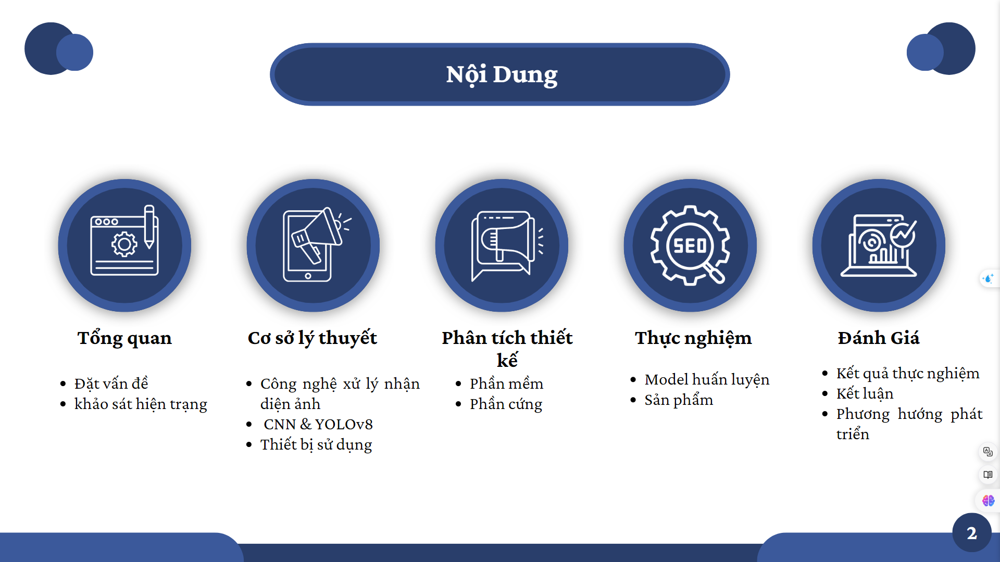 Nội Dung
SEO
Tổng quan
Đặt vấn đề
khảo sát hiện trạng
Cơ sở lý thuyết
Công nghệ xử lý nhận
diện ảnh
CNN & YOLOv8
Thiết bị sử dụng
Phân tích thiết
kế
Phần mềm
Phần cứng
Thực nghiệm
Model huấn luyện
Sản phẩm
Đánh Giá
Kết quả thực nghiệm
Kết luận
Phương hướng phát
triển
2